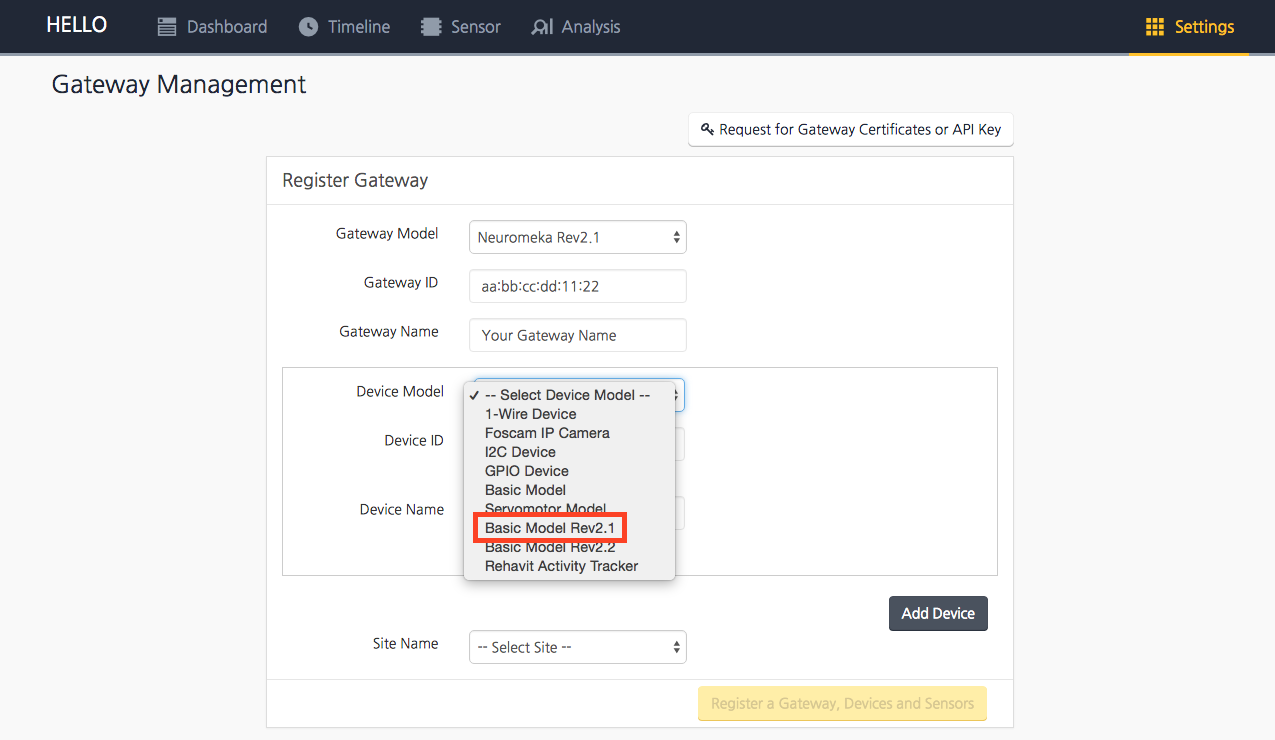 HELLO Dashboard Timeline Sensor Analysis Settings
Gateway Management
Request for Gateway Certificates or API Key
Register Gateway
Gateway Model Neuromeka Rev2.1
Gateway ID aa:bb:cc:dd:11:22
Gateway Name Your Gateway Name
Device Model -- Select Device Model --
1-Wire Device
Foscam IP Camera
Device ID
I2C Device
GPIO Device
Basic Model
Device Name
Servomotor Model
Basic Model Rev2.1
Basic Model Rev2.2
Rehavit Activity Tracker
Add Device
Site Name -- Select Site --
Register a Gateway, Devices and Sensors